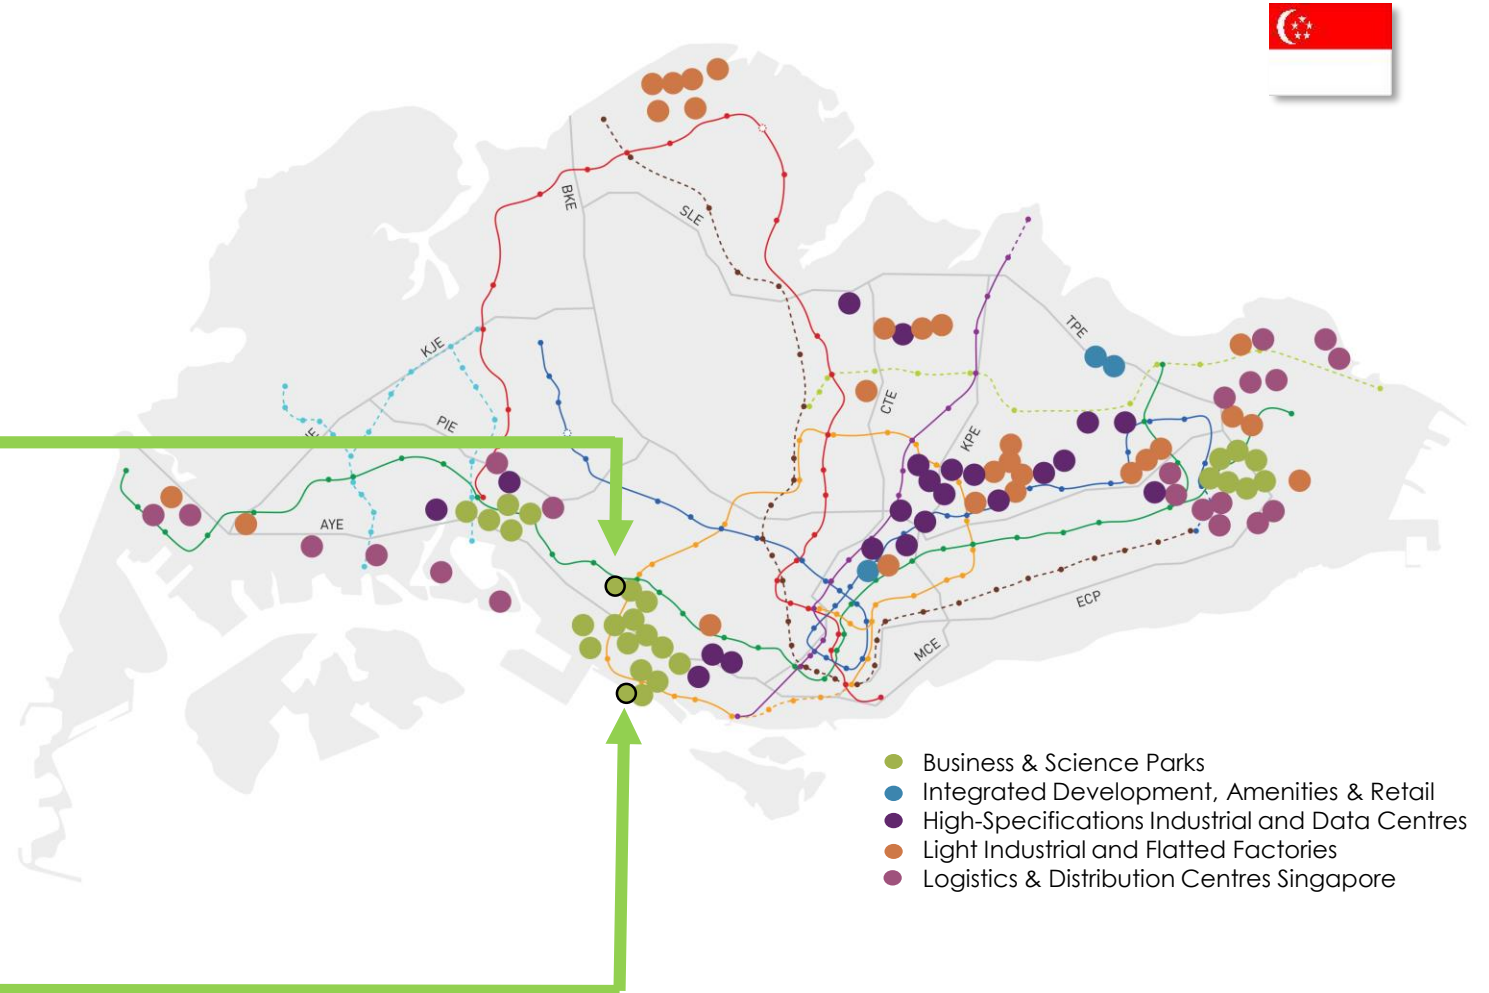 BKE
SLE
KJE
TPE
CTE
PIE
KPE
AYE
ECP
MCE
Business & Science Parks
Integrated Development, Amenities & Retail
High-Specifications Industrial and Data Centres
Light Industrial and Flatted Factories
Logistics & Distribution Centres Singapore